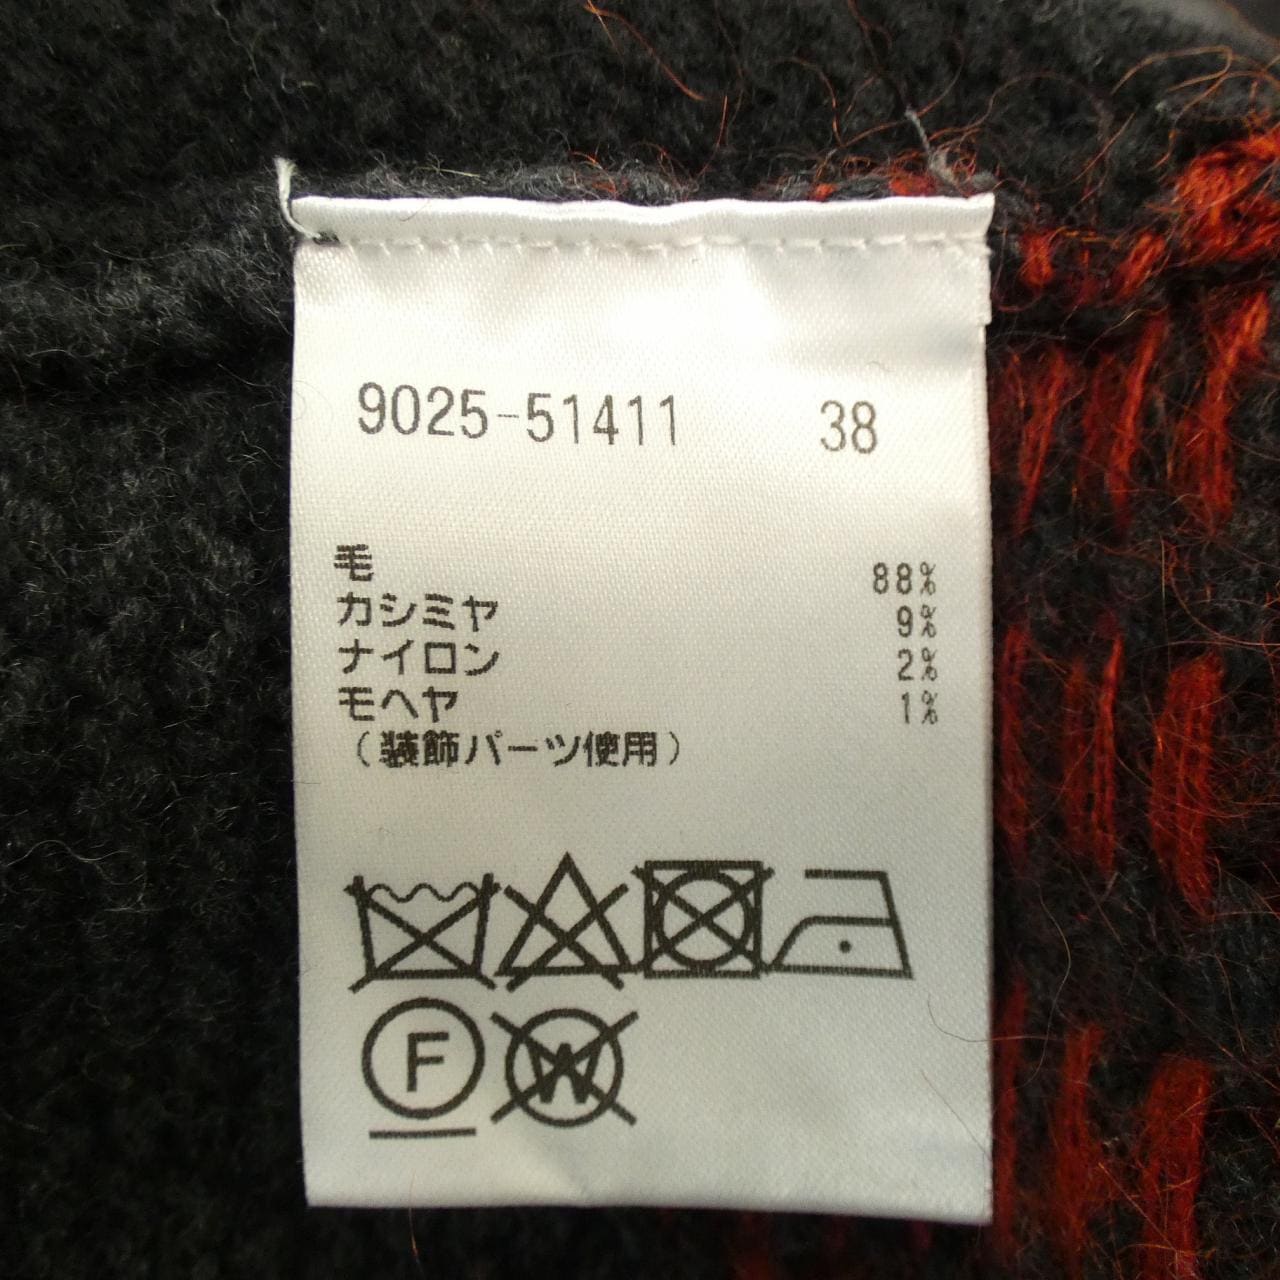 9025-51411 38
毛 88%
カシミヤ 9%
ナイロン 2%
モヘヤ 1%
(装飾パーツ使用)
F W